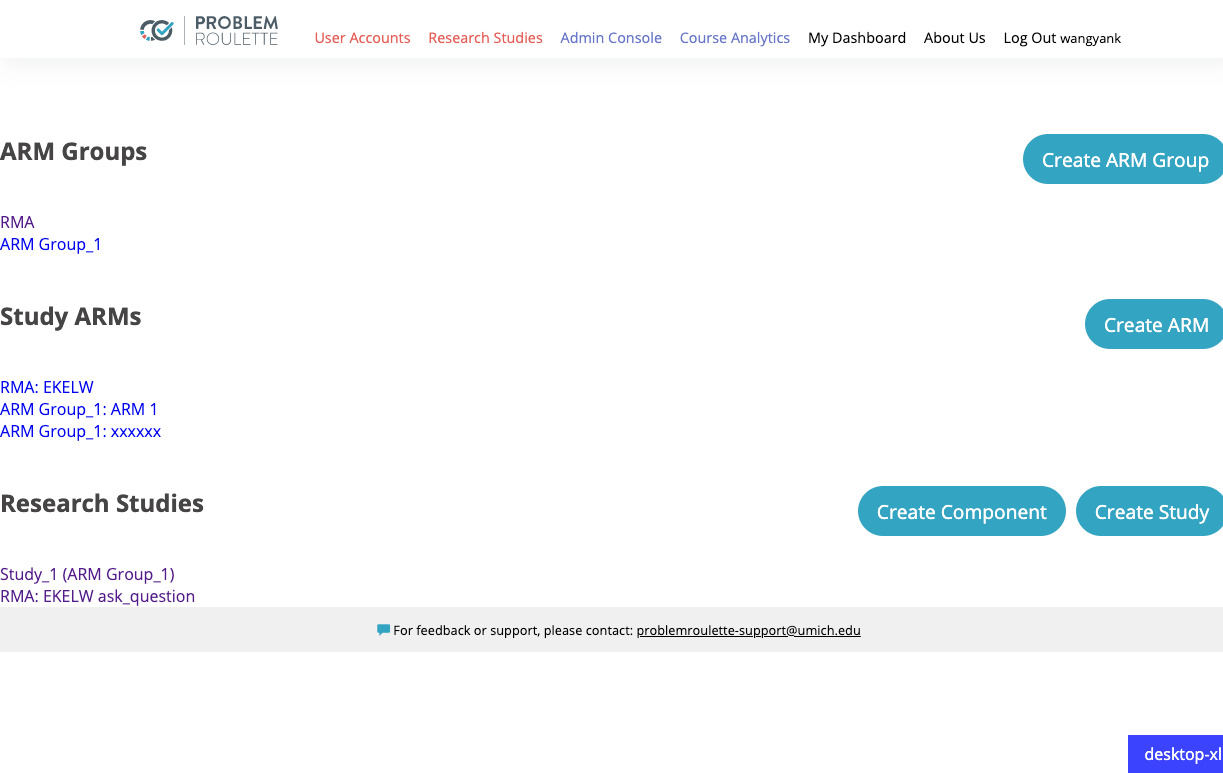 PROBLEM
ROULETTE
User Accounts Research Studies Admin Console Course Analytics My Dashboard About Us Log Out wangyank
ARM Groups
Create ARM Group
RMA
ARM Group_1
Study ARMs
Create ARM
RMA: EKELW
ARM Group_1: ARM 1
ARM Group_1: xxxxxx
Research Studies
Create Component
Create Study
Study_1 (ARM Group_1)
RMA: EKELW ask_question
For feedback or support, please contact: problemroulette-support@umich.edu
desktop-xl